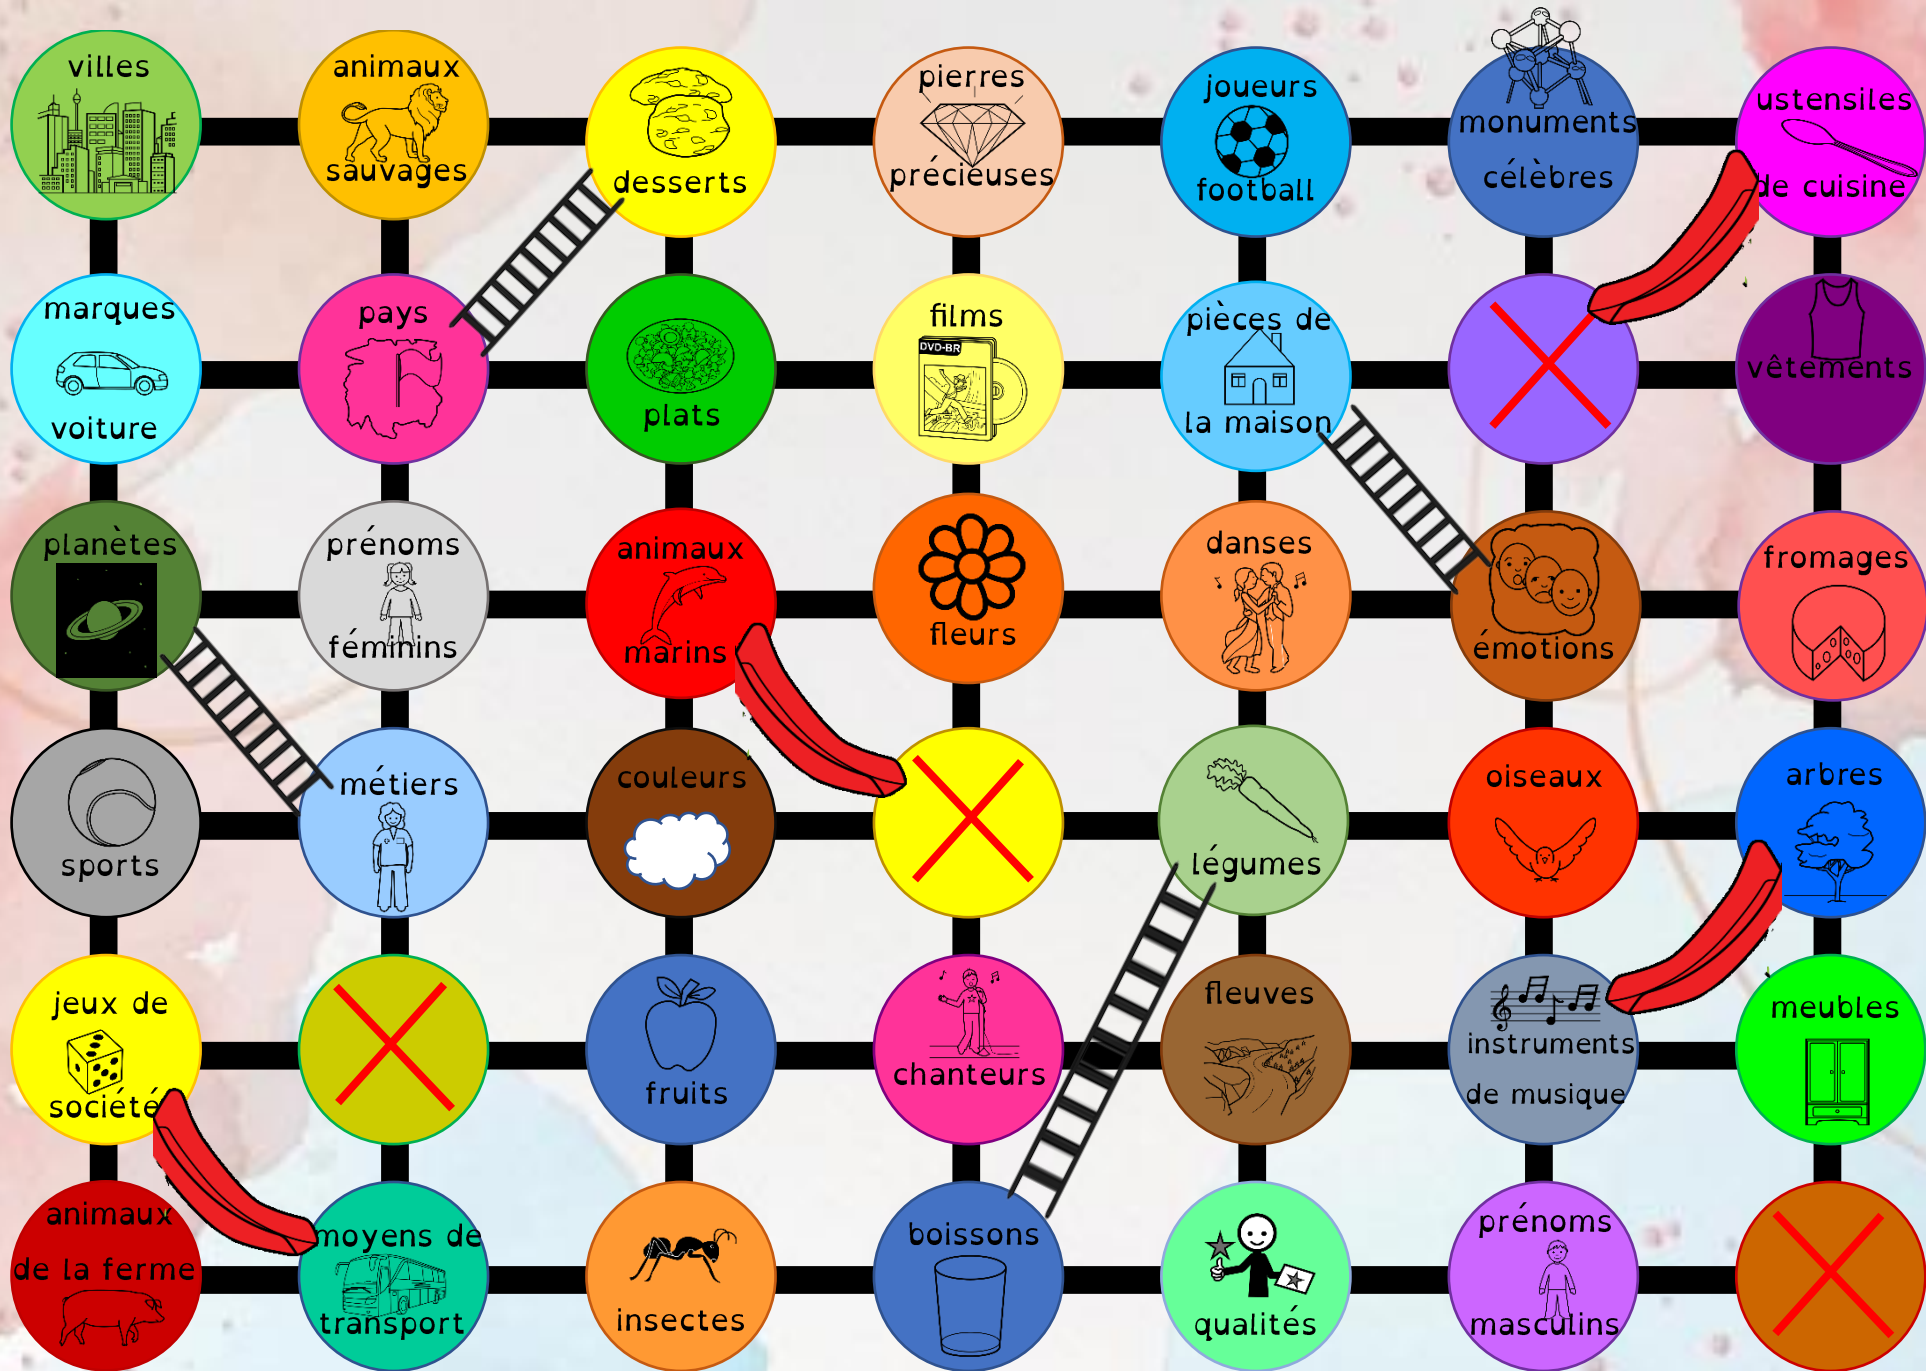 villes
animaux
sauvages
desserts
pierres
précieuses
joueurs
football
monuments
célèbres
ustensiles
de cuisine
marques
voiture
pays
plats
films
DVD-BR
pièces de
la maison
vêtements
planètes
prénoms
féminins
animaux
marins
fleurs
danses
émotions
fromages
sports
métiers
couleurs
légumes
oiseaux
arbres
jeux de
société
fruits
chanteurs
fleuves
instruments
de musique
meubles
animaux
de la ferme
moyens de
transport
insectes
boissons
qualités
prénoms
masculins